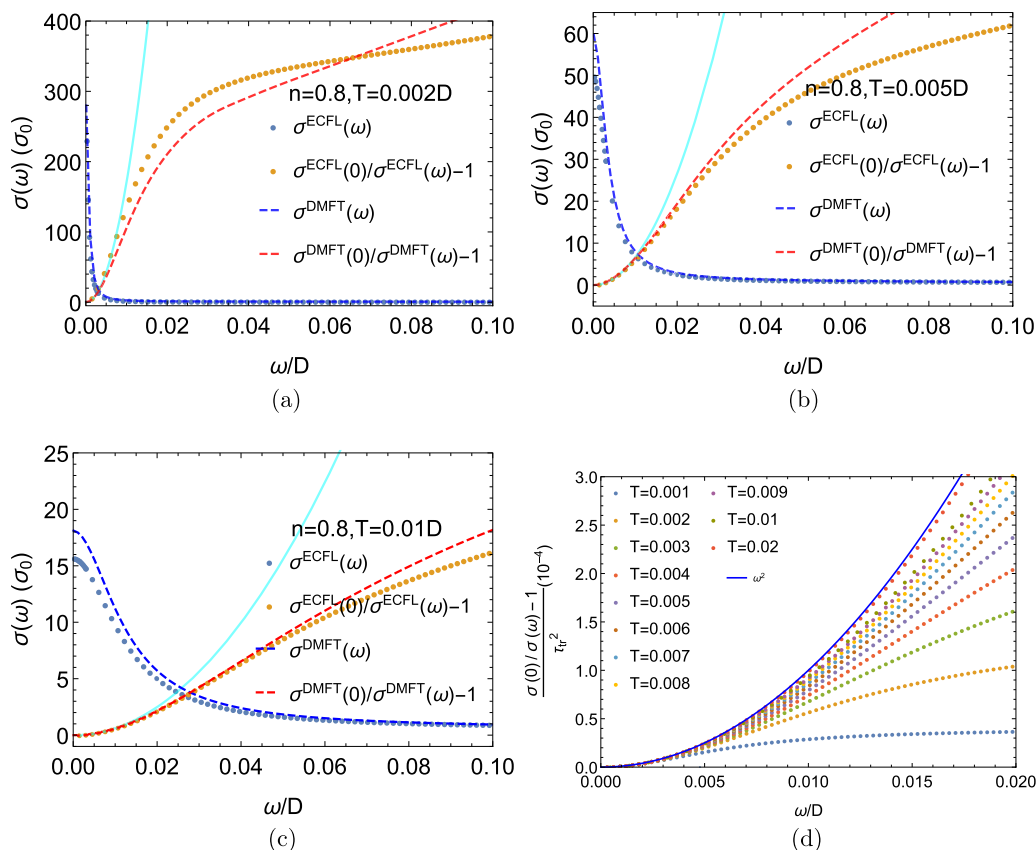 400
300
200
100
0
σ(ω) (σ₀)
n=0.8,T=0.002D
σᴱᶜᶠᴸ(ω)
σᴱᶜᶠᴸ(0)/σᴱᶜᶠᴸ(ω)−1
σᴰᴹᶠᵀ(ω)
σᴰᴹᶠᵀ(0)/σᴰᴹᶠᵀ(ω)−1
0.00 0.02 0.04 0.06 0.08 0.10
ω/D
(a)
60
50
40
30
20
10
0
σ(ω) (σ₀)
n=0.8,T=0.005D
σᴱᶜᶠᴸ(ω)
σᴱᶜᶠᴸ(0)/σᴱᶜᶠᴸ(ω)−1
σᴰᴹᶠᵀ(ω)
σᴰᴹᶠᵀ(0)/σᴰᴹᶠᵀ(ω)−1
0.00 0.02 0.04 0.06 0.08 0.10
ω/D
(b)
25
20
15
10
5
0
σ(ω) (σ₀)
n=0.8,T=0.01D
σᴱᶜᶠᴸ(ω)
σᴱᶜᶠᴸ(0)/σᴱᶜᶠᴸ(ω)−1
σᴰᴹᶠᵀ(ω)
σᴰᴹᶠᵀ(0)/σᴰᴹᶠᵀ(ω)−1
0.00 0.02 0.04 0.06 0.08 0.10
ω/D
(c)
3.0
2.5
2.0
1.5
1.0
0.5
0.0
σ(0)/σ(ω)−1
τtr²
(10⁻⁴)
T=0.001 T=0.009
T=0.002 T=0.01
T=0.003 T=0.02
T=0.004 ω²
T=0.005
T=0.006
T=0.007
T=0.008
0.000 0.005 0.010 0.015 0.020
ω/D
(d)